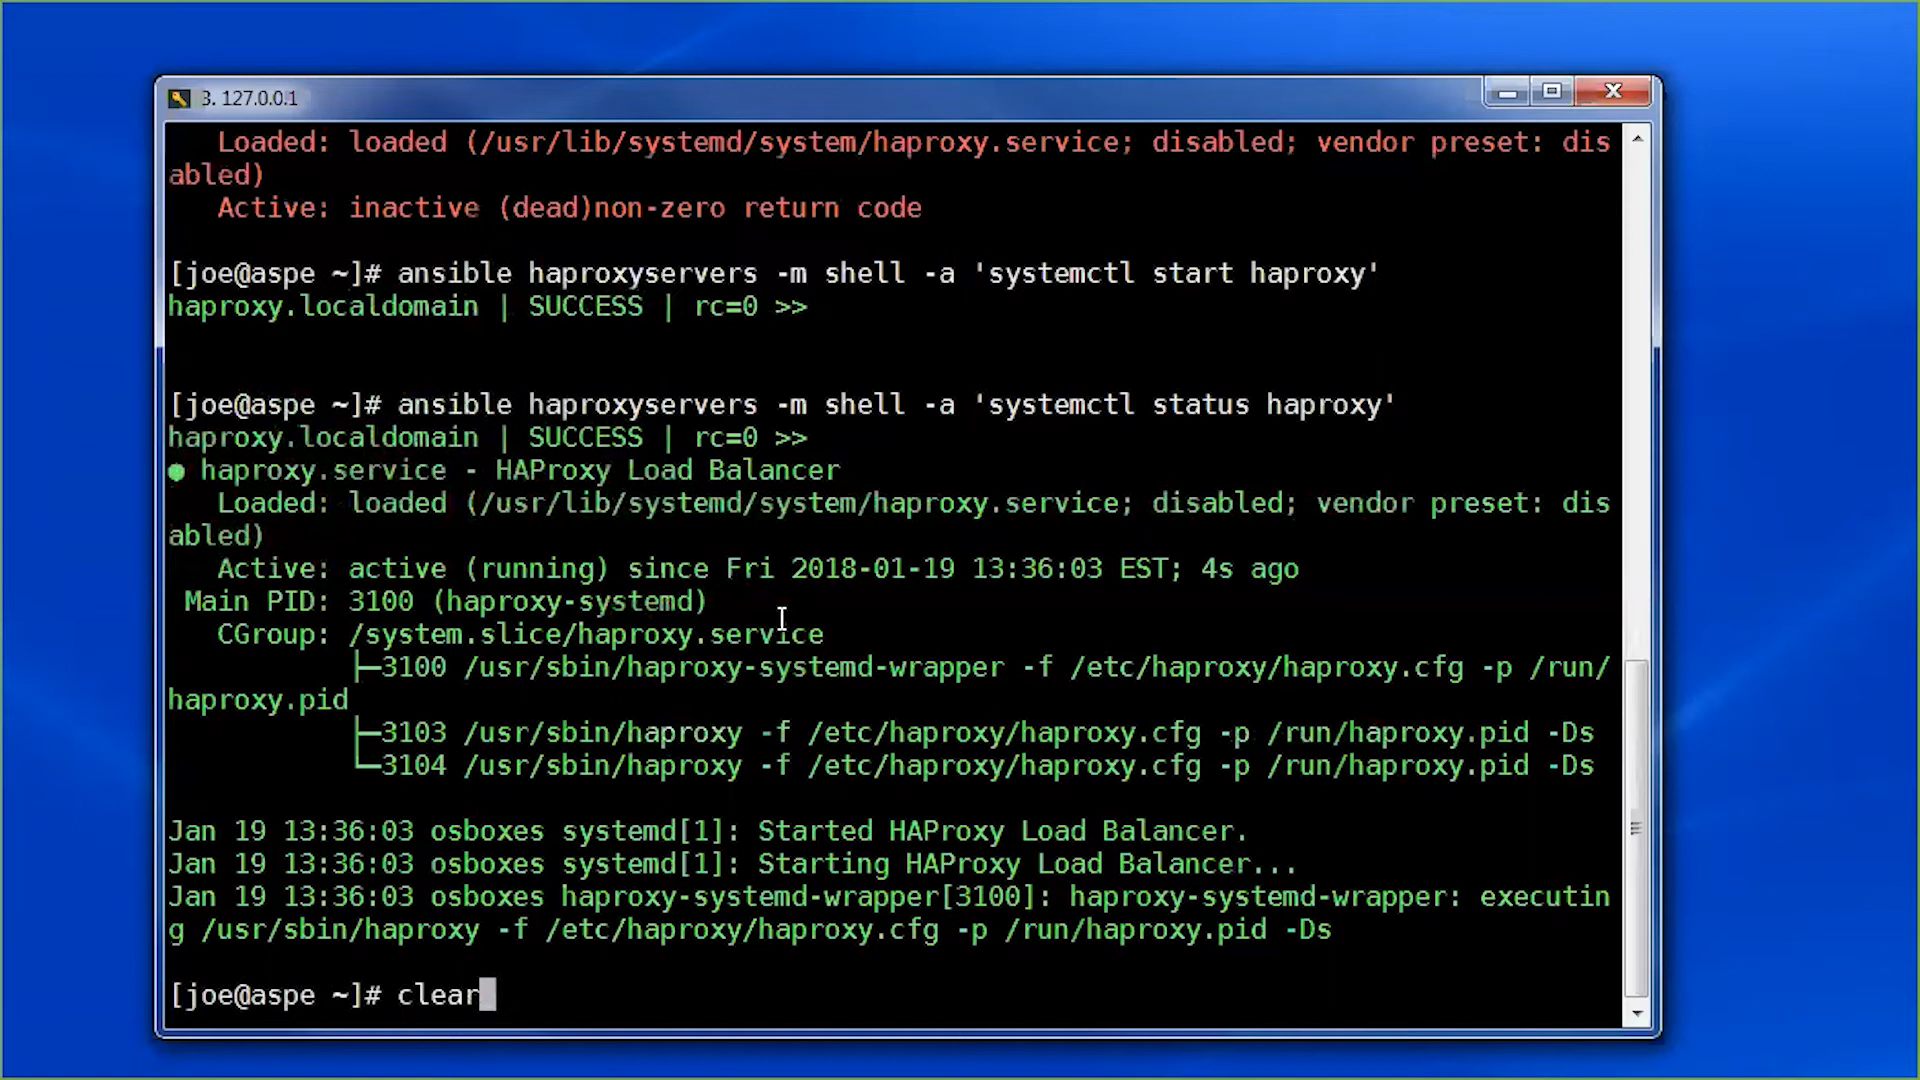 3. 127.0.0.1
Loaded: loaded (/usr/lib/systemd/system/haproxy.service; disabled; vendor preset: dis
abled)
Active: inactive (dead)non-zero return code
[joe@aspe ~]# ansible haproxyservers -m shell -a 'systemctl start haproxy'
haproxy.localdomain | SUCCESS | rc=0 >>
[joe@aspe ~]# ansible haproxyservers -m shell -a 'systemctl status haproxy'
haproxy.localdomain | SUCCESS | rc=0 >>
● haproxy.service - HAProxy Load Balancer
Loaded: loaded (/usr/lib/systemd/system/haproxy.service; disabled; vendor preset: dis
abled)
Active: active (running) since Fri 2018-01-19 13:36:03 EST; 4s ago
Main PID: 3100 (haproxy-systemd)
CGroup: /system.slice/haproxy.service
├─3100 /usr/sbin/haproxy-systemd-wrapper -f /etc/haproxy/haproxy.cfg -p /run/
haproxy.pid
├─3103 /usr/sbin/haproxy -f /etc/haproxy/haproxy.cfg -p /run/haproxy.pid -Ds
└─3104 /usr/sbin/haproxy -f /etc/haproxy/haproxy.cfg -p /run/haproxy.pid -Ds
Jan 19 13:36:03 osboxes systemd[1]: Started HAProxy Load Balancer.
Jan 19 13:36:03 osboxes systemd[1]: Starting HAProxy Load Balancer...
Jan 19 13:36:03 osboxes haproxy-systemd-wrapper[3100]: haproxy-systemd-wrapper: executin
g /usr/sbin/haproxy -f /etc/haproxy/haproxy.cfg -p /run/haproxy.pid -Ds
[joe@aspe ~]# clear